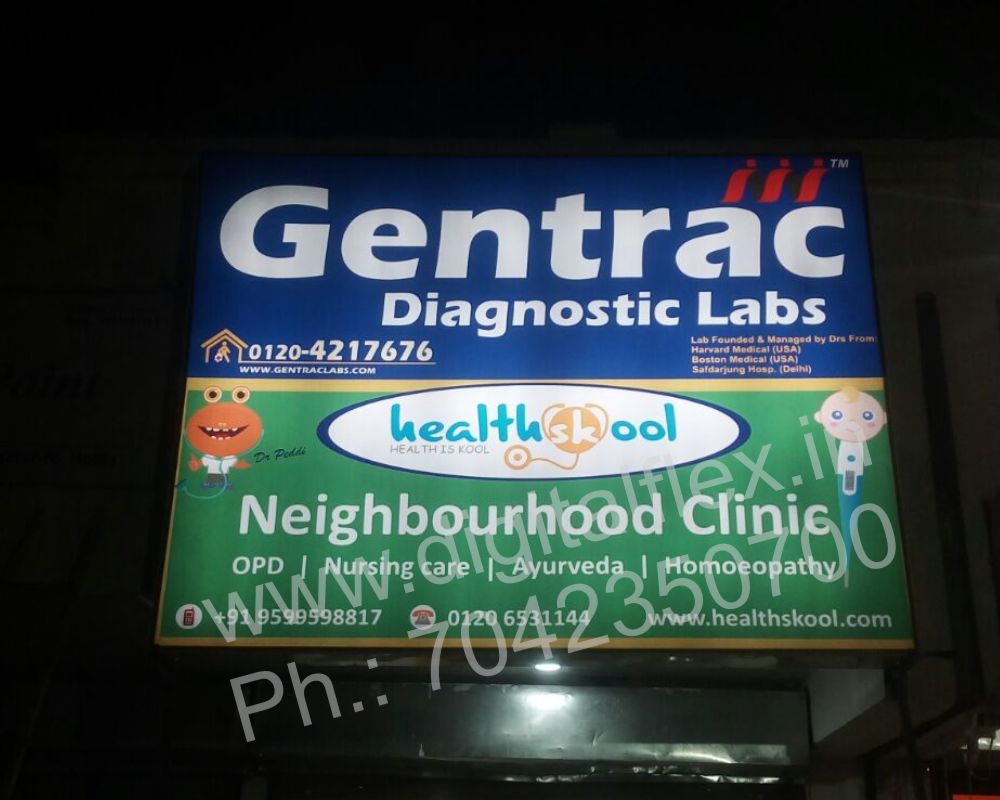 Gentrac TM
Diagnostic Labs
0120-4217676
WWW.GENTRACLABS.COM
Lab Founded & Managed by Drs From:
Harvard Medical (USA)
Boston Medical (USA)
Safdarjung Hosp. (Delhi)
healthskool
HEALTH IS KOOL
Dr Peddi
Neighbourhood Clinic
OPD | Nursing care | Ayurveda | Homoeopathy
+91 9599598817 0120 6531144 www.healthskool.com
www.digitalflex.in
Ph.: 7042350700